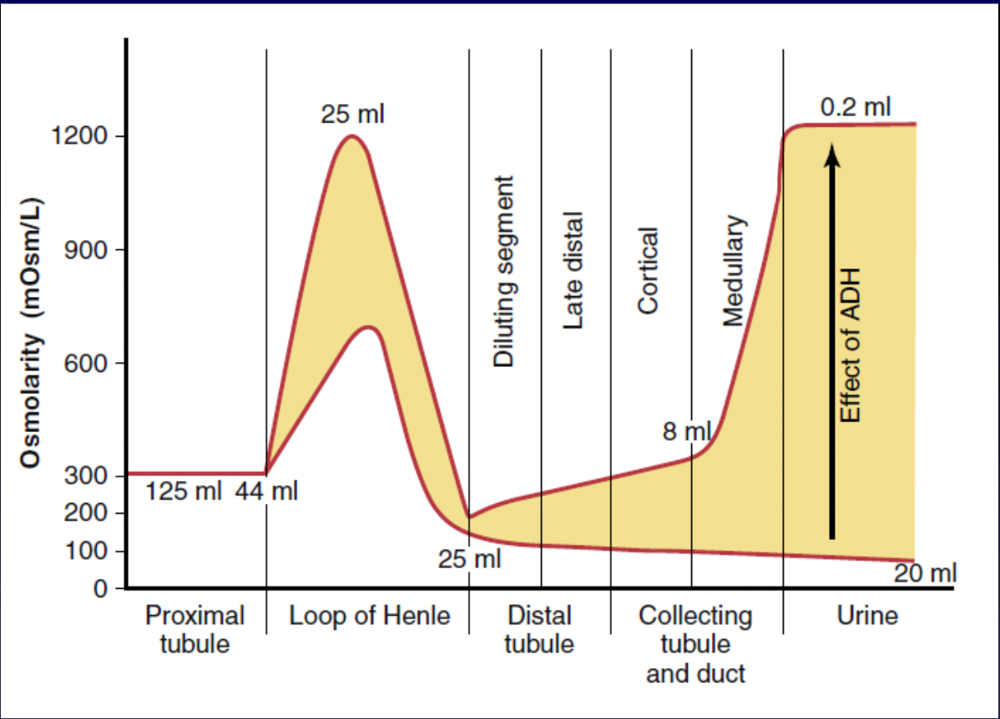 Osmolarity (mOsm/L)
1200
900
600
300
200
100
0
125 ml
44 ml
25 ml
25 ml
Diluting segment
Late distal
Cortical
Medullary
8 ml
0.2 ml
Effect of ADH
20 ml
Proximal
tubule
Loop of Henle
Distal
tubule
Collecting
tubule
and duct
Urine